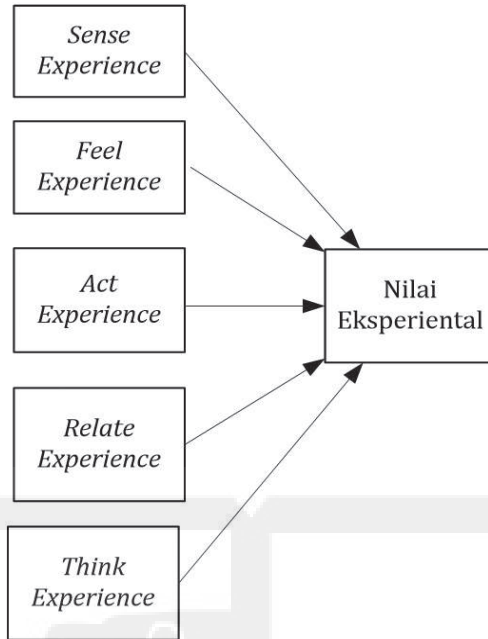 Sense
Experience
Feel
Experience
Act
Experience
Nilai
Eksperiental
Relate
Experience
Think
Experience